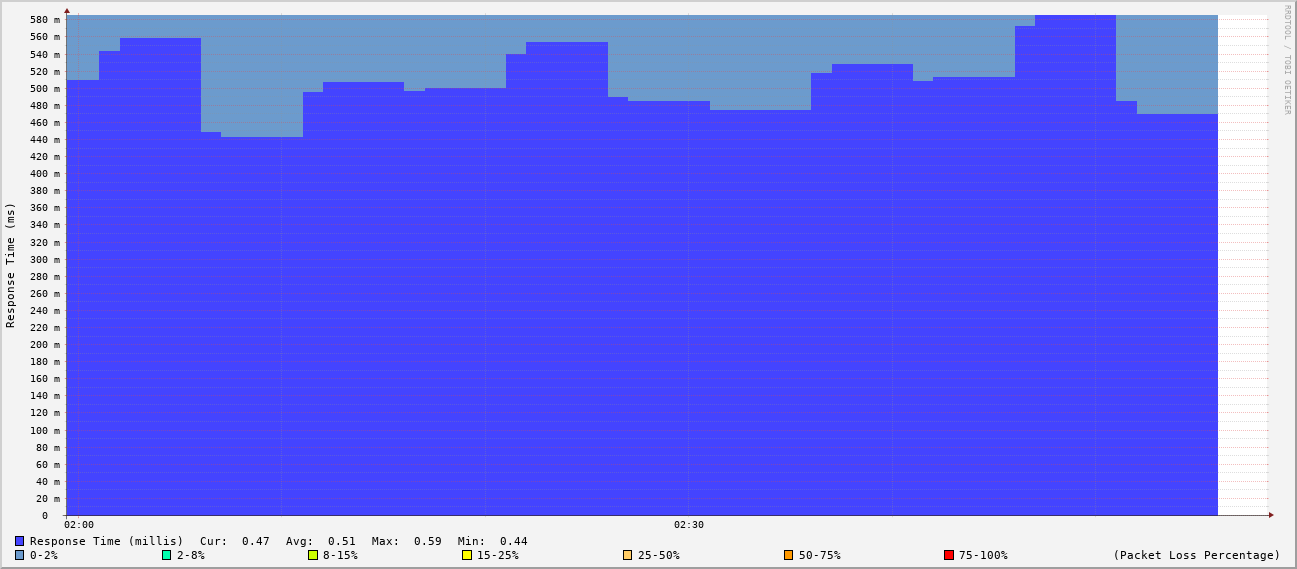 RRDTOOL / TOBI OETIKER
Response Time (ms)
580 m
560 m
540 m
520 m
500 m
480 m
460 m
440 m
420 m
400 m
380 m
360 m
340 m
320 m
300 m
280 m
260 m
240 m
220 m
200 m
180 m
160 m
140 m
120 m
100 m
80 m
60 m
40 m
20 m
0
02:00 02:30
Response Time (millis) Cur: 0.47 Avg: 0.51 Max: 0.59 Min: 0.44
0-2% 2-8% 8-15% 15-25% 25-50% 50-75% 75-100% (Packet Loss Percentage)